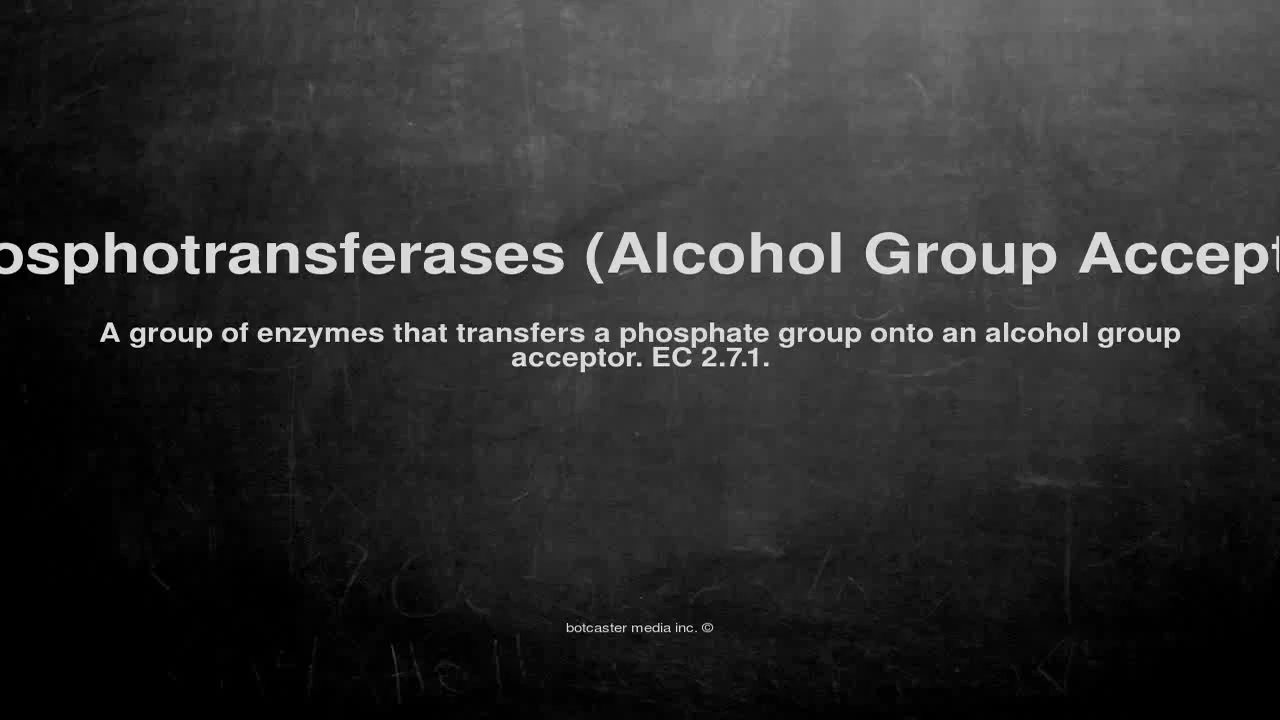 osphotransferases (Alcohol Group Accept
A group of enzymes that transfers a phosphate group onto an alcohol group
acceptor. EC 2.7.1.
botcaster media inc. ©